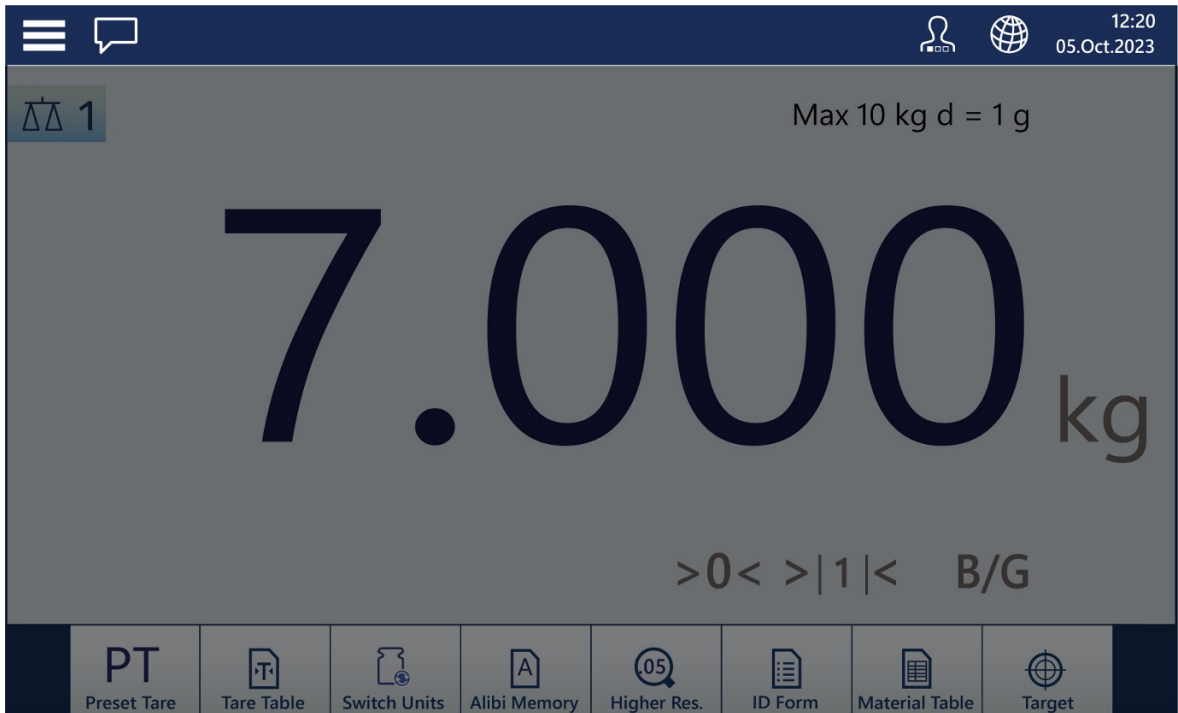 12:20
05.Oct.2023
1
Max 10 kg d = 1 g
7.000 kg
>0< >|1|< B/G
PT
T
A
.05
Preset Tare
Tare Table
Switch Units
Alibi Memory
Higher Res.
ID Form
Material Table
Target